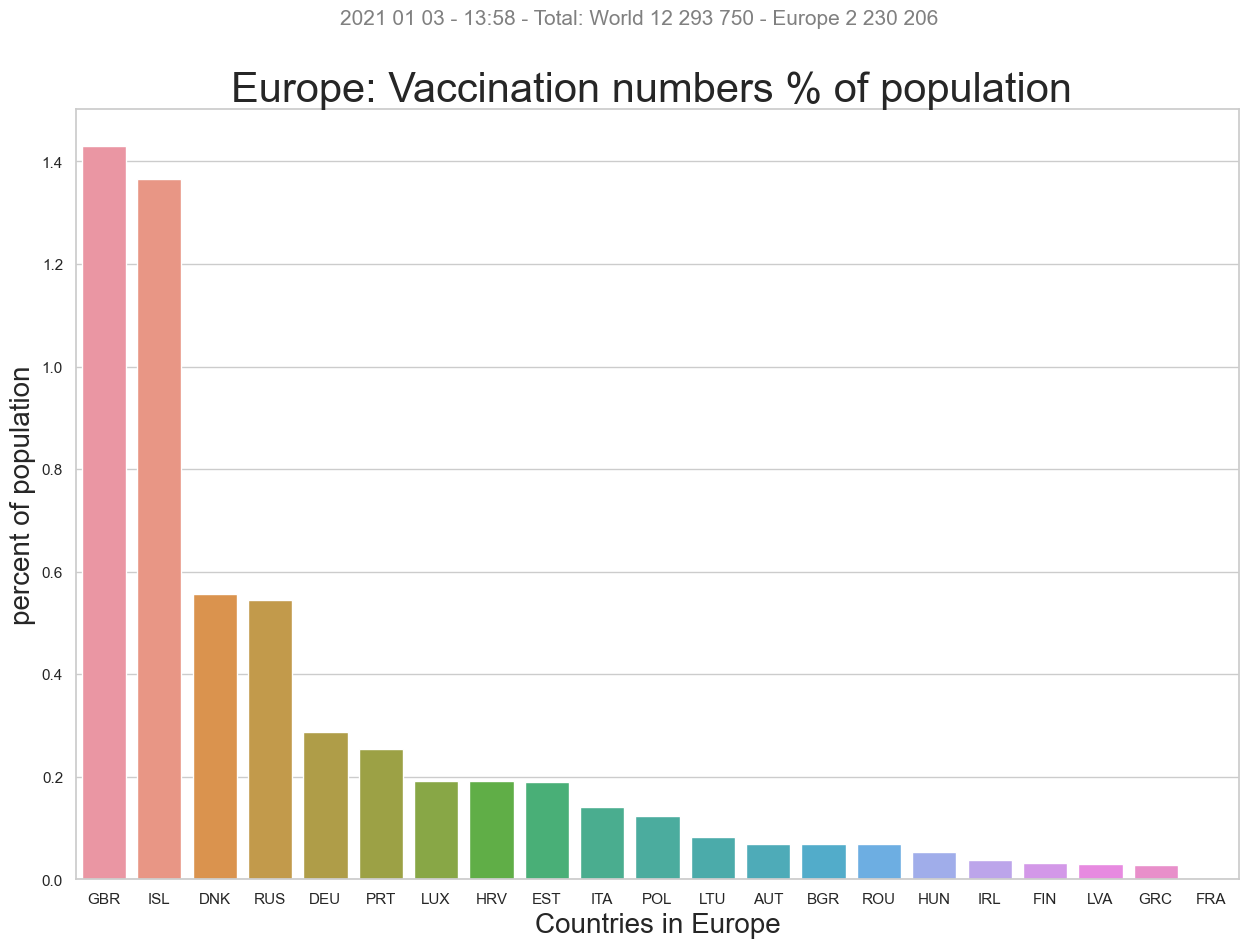 2021 01 03 - 13:58 - Total: World 12 293 750 - Europe 2 230 206
Europe: Vaccination numbers % of population
percent of population
1.4
1.2
1.0
0.8
0.6
0.4
0.2
0.0
GBR ISL DNK RUS DEU PRT LUX HRV EST ITA POL LTU AUT BGR ROU HUN IRL FIN LVA GRC FRA
Countries in Europe